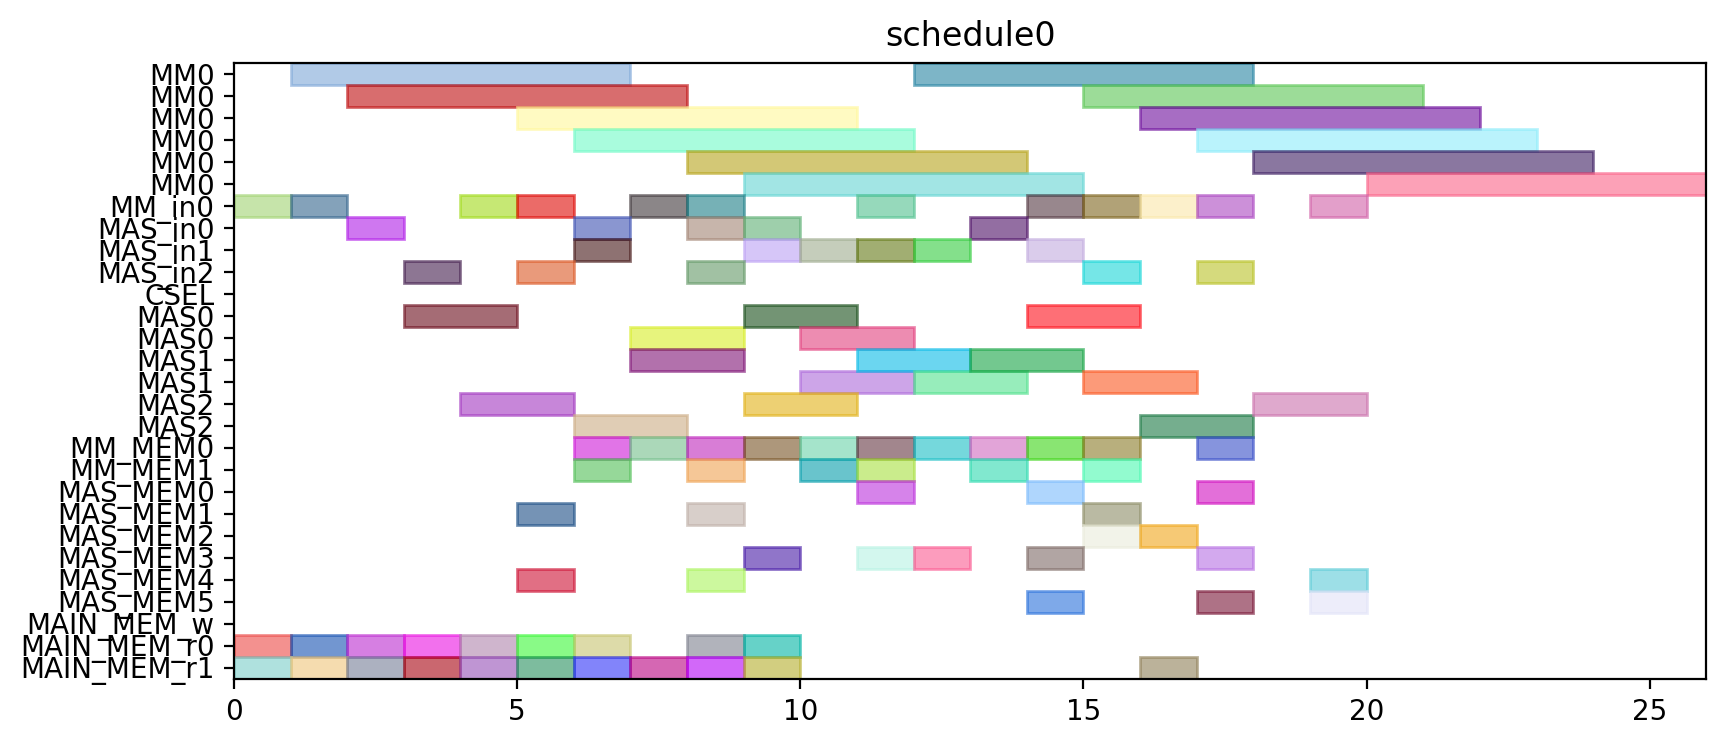 schedule0
MM0
MM0
MM0
MM0
MM0
MM0
MM_in0
MAS_in0
MAS_in1
MAS_in2
CSEL
MAS0
MAS0
MAS1
MAS1
MAS2
MAS2
MM_MEM0
MM_MEM1
MAS_MEM0
MAS_MEM1
MAS_MEM2
MAS_MEM3
MAS_MEM4
MAS_MEM5
MAIN_MEM_w
MAIN_MEM_r0
MAIN_MEM_r1
0 5 10 15 20 25